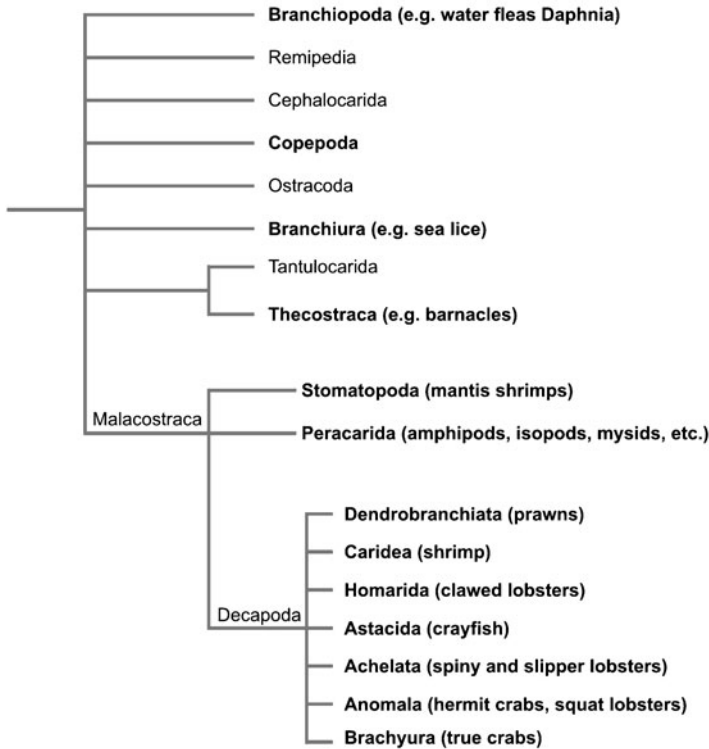 Branchiopoda (e.g. water fleas Daphnia)
Remipedia
Cephalocarida
Copepoda
Ostracoda
Branchiura (e.g. sea lice)
Tantulocarida
Thecostraca (e.g. barnacles)
Stomatopoda (mantis shrimps)
Malacostraca
Peracarida (amphipods, isopods, mysids, etc.)
Dendrobranchiata (prawns)
Caridea (shrimp)
Homarida (clawed lobsters)
Decapoda
Astacida (crayfish)
Achelata (spiny and slipper lobsters)
Anomala (hermit crabs, squat lobsters)
Brachyura (true crabs)